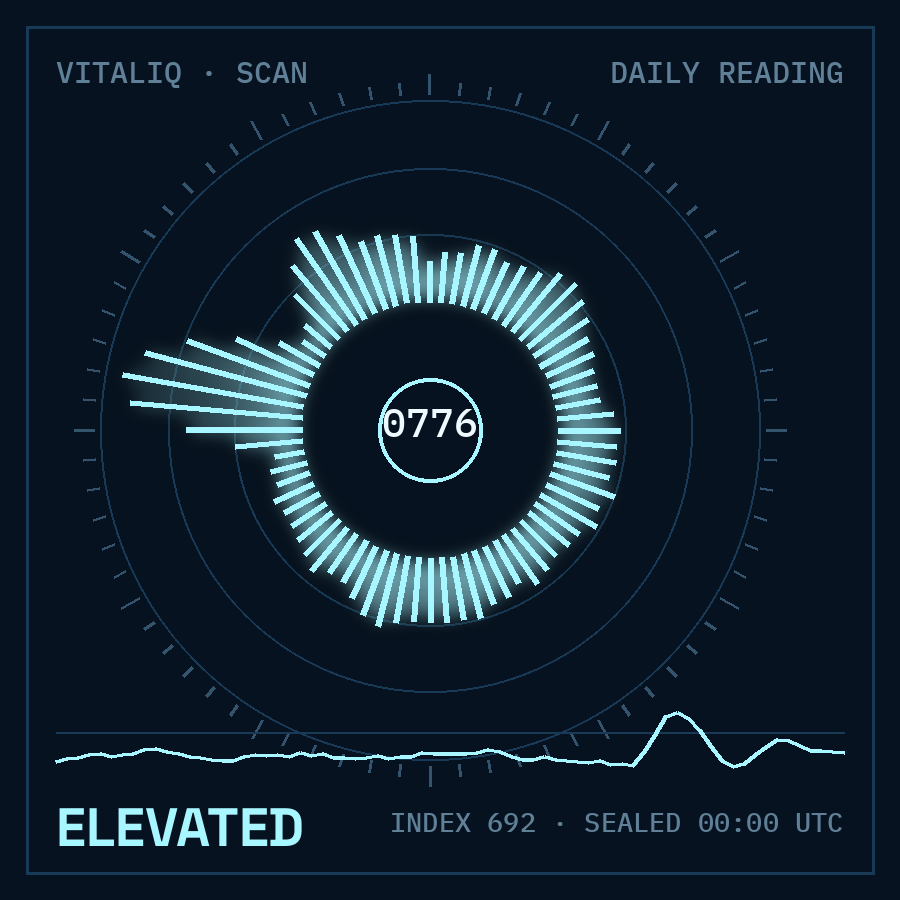 VITALIQ · SCAN
DAILY READING
0776
ELEVATED
INDEX 692 · SEALED 00:00 UTC